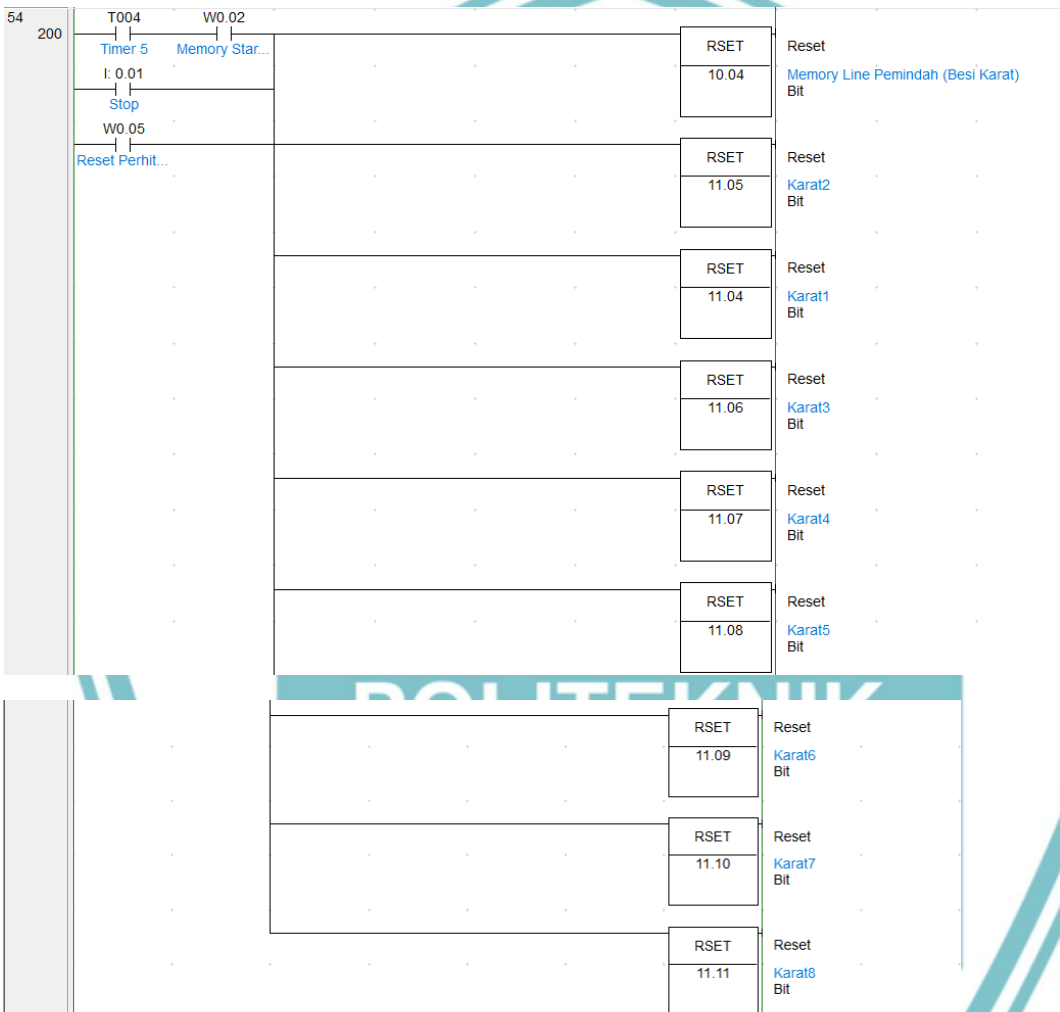 54
200
T004 W0.02
Timer 5 Memory Star...
I: 0.01
Stop
W0.05
Reset Perhit...
RSET Reset
10.04 Memory Line Pemindah (Besi Karat)
Bit
RSET Reset
11.05 Karat2
Bit
RSET Reset
11.04 Karat1
Bit
RSET Reset
11.06 Karat3
Bit
RSET Reset
11.07 Karat4
Bit
RSET Reset
11.08 Karat5
Bit
POLITEKNIK
RSET Reset
11.09 Karat6
Bit
RSET Reset
11.10 Karat7
Bit
RSET Reset
11.11 Karat8
Bit